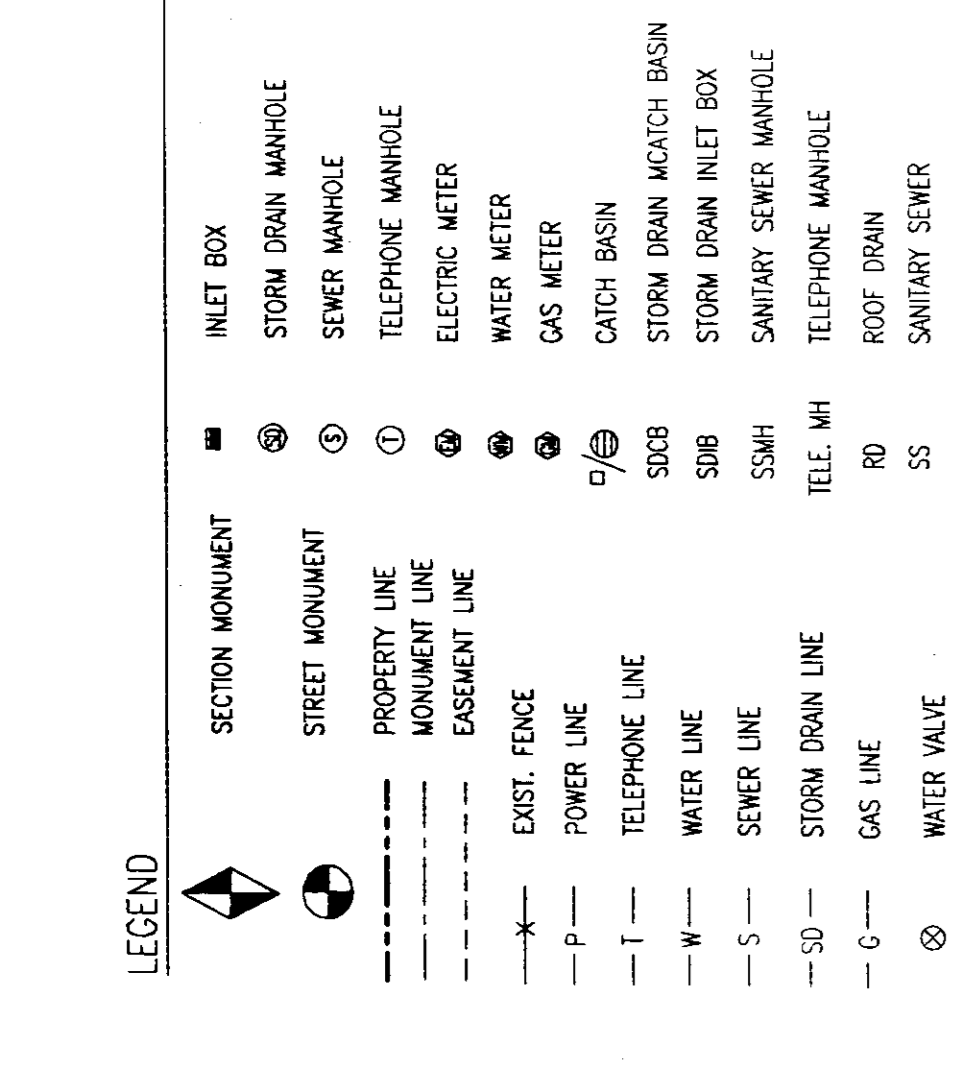 LEGEND
SECTION MONUMENT
STREET MONUMENT
PROPERTY LINE
MONUMENT LINE
EASEMENT LINE
EXIST. FENCE
P POWER LINE
T TELEPHONE LINE
W WATER LINE
S SEWER LINE
SD STORM DRAIN LINE
G GAS LINE
WATER VALVE
INLET BOX
SD STORM DRAIN MANHOLE
S SEWER MANHOLE
T TELEPHONE MANHOLE
EM ELECTRIC METER
WM WATER METER
GM GAS METER
CATCH BASIN
SDCB STORM DRAIN MCATCH BASIN
SDIB STORM DRAIN INLET BOX
SSMH SANITARY SEWER MANHOLE
TELE. MH TELEPHONE MANHOLE
RD ROOF DRAIN
SS SANITARY SEWER